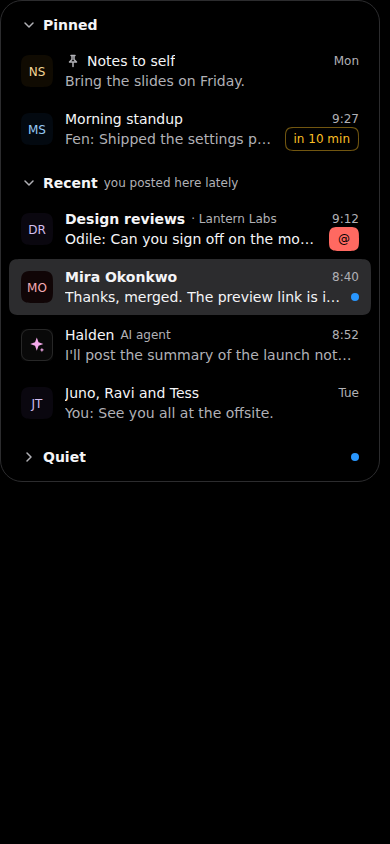 Pinned
NS
Notes to self
Mon
Bring the slides on Friday.
MS
Morning standup
9:27
Fen: Shipped the settings p…
in 10 min
Recent you posted here lately
DR
Design reviews · Lantern Labs
9:12
Odile: Can you sign off on the mo…
@
MO
Mira Okonkwo
8:40
Thanks, merged. The preview link is i…
Halden AI agent
8:52
I'll post the summary of the launch not…
JT
Juno, Ravi and Tess
Tue
You: See you all at the offsite.
Quiet